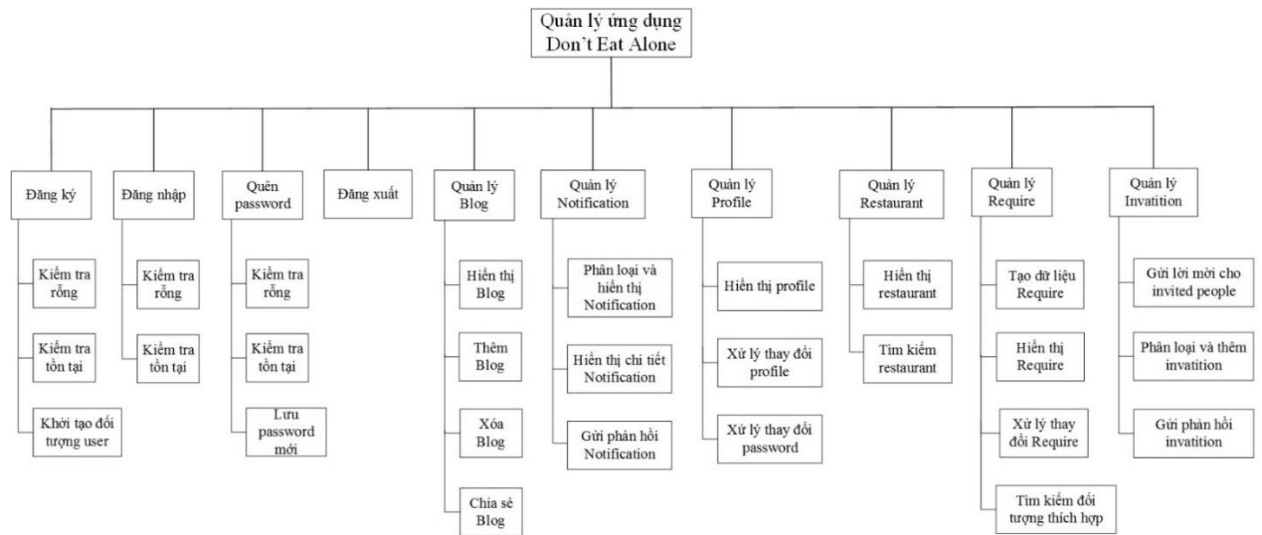 Quản lý ứng dụng
Don't Eat Alone
Đăng ký
Đăng nhập
Quên
password
Đăng xuất
Quản lý
Blog
Quản lý
Notification
Quản lý
Profile
Quản lý
Restaurant
Quản lý
Require
Quản lý
Invatition
Kiểm tra
rỗng
Kiểm tra
tồn tại
Khởi tạo đối
tượng user
Kiểm tra
rỗng
Kiểm tra
tồn tại
Kiểm tra
rỗng
Kiểm tra
tồn tại
Lưu
password
mới
Hiển thị
Blog
Thêm
Blog
Xóa
Blog
Chia sẻ
Blog
Phân loại và
hiển thị
Notification
Hiển thị chi tiết
Notification
Gửi phản hồi
Notification
Hiển thị profile
Xử lý thay đổi
profile
Xử lý thay đổi
password
Hiển thị
restaurant
Tìm kiếm
restaurant
Tạo dữ liệu
Require
Hiển thị
Require
Xử lý thay
đổi Require
Tìm kiếm đối
tượng thích hợp
Gửi lời mời cho
invited people
Phân loại và thêm
invatition
Gửi phản hồi
invatition